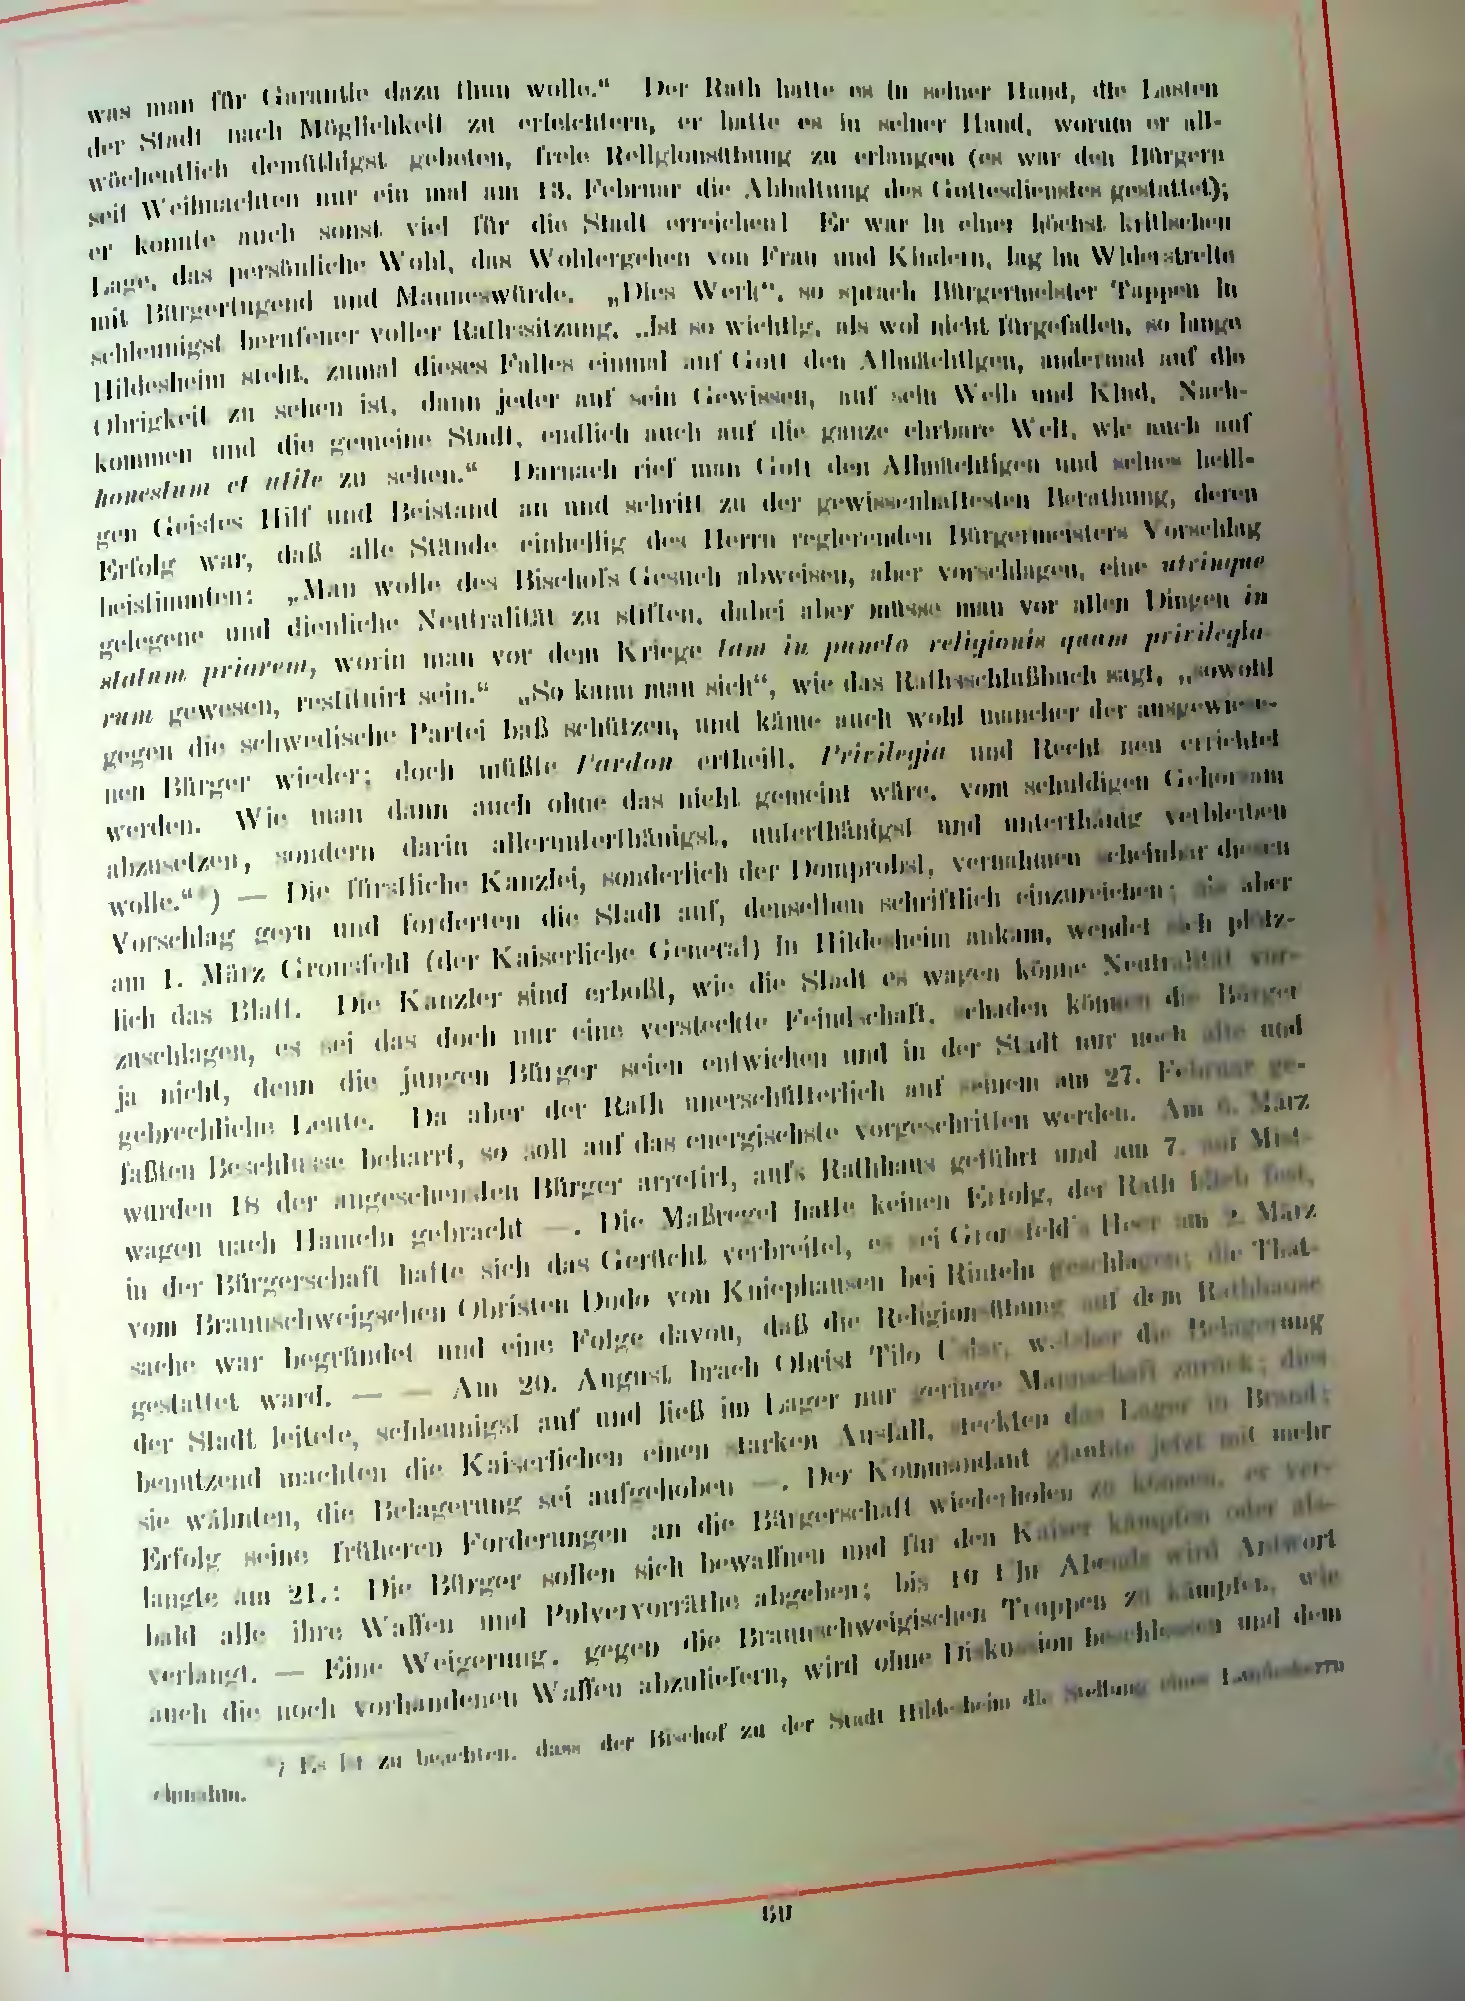 was man für Garantie dazu thun wolle.“ Der Rath hatte es in seiner Hand, die Lasten
der Stadt nach Möglichkeit zu erleichtern, er hatte es in seiner Hand, worum er all-
wöchentlich demüthigst gebeten, freie Religionsübung zu erlangen (es war den Bürgern
seit Weihnachten nur ein mal am 13. Februar die Abhaltung des Gottesdienstes gestattet);
er konnte auch sonst viel für die Stadt erreichen! Er war in einer höchst kritischen
Lage, das persönliche Wohl, das Wohlergehen von Frau und Kindern, lag im Widerstreite
mit Bürgertugend und Manneswürde. „Dies Werk“, so sprach Bürgermeister Tappen in
schleunigst berufener voller Rathssitzung, „ist so wichtig, als wol nicht fürgefallen, so lange
Hildesheim steht, zumal dieses Falles einmal auf Gott den Allmächtigen, andermal auf die
Obrigkeit zu sehen ist, dann jeder auf sein Gewissen, auf sein Weib und Kind, Nach-
kommen und die gemeine Stadt, endlich auch auf die ganze ehrbare Welt, wie auch auf
honestum et utile zu sehen.“ Darnach rief man Gott den Allmächtigen und seines heili-
gen Geistes Hilf und Beistand an und schritt zu der gewissenhaftesten Berathung, deren
Erfolg war, daß alle Stände einhellig des Herrn regierenden Bürgermeisters Vorschlag
beistimmten: „Man wolle des Bischofs Gesuch abweisen, aber vorschlagen, eine utrinque
gelegene und dienliche Neutralität zu stiften, dabei aber müsse man vor allen Dingen in
statum priorem, worin man vor dem Kriege tam in puncto religionis quam privilegio-
rum gewesen, restituirt sein.“ „So kann man sich“, wie das Rathsschlußbuch sagt, „sowohl
gegen die schwedische Partei baß schützen, und käme auch wohl mancher der ausgewiese-
nen Bürger wieder; doch müßte Pardon ertheilt, Privilegia und Recht neu errichtet
werden. Wie man dann auch ohne das nicht gemeint wäre, vom schuldigen Gehorsam
abzusetzen, sondern darin allerunterthänigst, unterthänigst und unterthänig verbleiben
wolle.“*) — Die fürstliche Kanzlei, sonderlich der Domprobst, vernahmen scheinbar diesen
Vorschlag gern und forderten die Stadt auf, denselben schriftlich einzureichen; als aber
am 1. März Gronsfeld (der Kaiserliche General) in Hildesheim ankam, wendet sich plötz-
lich das Blatt. Die Kanzler sind erboßt, wie die Stadt es wagen könne Neutralität vor-
zuschlagen, es sei das doch nur eine versteckte Feindschaft, schaden können die Bürger
ja nicht, denn die jungen Bürger seien entwichen und in der Stadt nur noch alte und
gebrechliche Leute. Da aber der Rath unerschütterlich auf seinem am 27. Februar ge-
faßten Beschlusse beharrt, so soll auf das energischste vorgeschritten werden. Am 6. März
wurden 18 der angesehensten Bürger arretirt, aufs Rathhaus geführt und am 7. auf Mist-
wagen nach Hameln gebracht —. Die Maßregel hatte keinen Erfolg, der Rath blieb fest,
in der Bürgerschaft hatte sich das Gerücht verbreitet, es sei Gronsfeld's Heer am 2. März
vom Braunschweigschen Obristen Dodo von Kniephausen bei Rinteln geschlagen; die That-
sache war begründet und eine Folge davon, daß die Religionsübung auf dem Rathhause
gestattet ward. — — Am 20. August brach Obrist Tilo welcher die Belagerung
der Stadt leitete, schleunigst auf und ließ im Lager nur geringe Mannschaft zurück; dies
benutzend machten die Kaiserlichen einen starken Ausfall, steckten das Lager in Brand;
sie wähnten, die Belagerung sei aufgehoben —. Der Kommandant glaubte jetzt mit mehr
Erfolg seine früheren Forderungen an die Bürgerschaft wiederholen zu können, er ver-
langte am 21.: Die Bürger sollen sich bewaffnen und für den Kaiser kämpfen oder als-
bald alle ihre Waffen und Pulvervorräthe abgeben; bis 10 Uhr Abends wird Antwort
verlangt. — Eine Weigerung, gegen die Braunschweigischen Truppen zu kämpfen, wie
auch die noch vorhandenen Waffen abzuliefern, wird ohne Diskussion beschlossen und dem
*) Es ist zu beachten, dass der Bischof zu der Stadt Hildesheim die Stellung eines Landesherrn
einnahm.
60